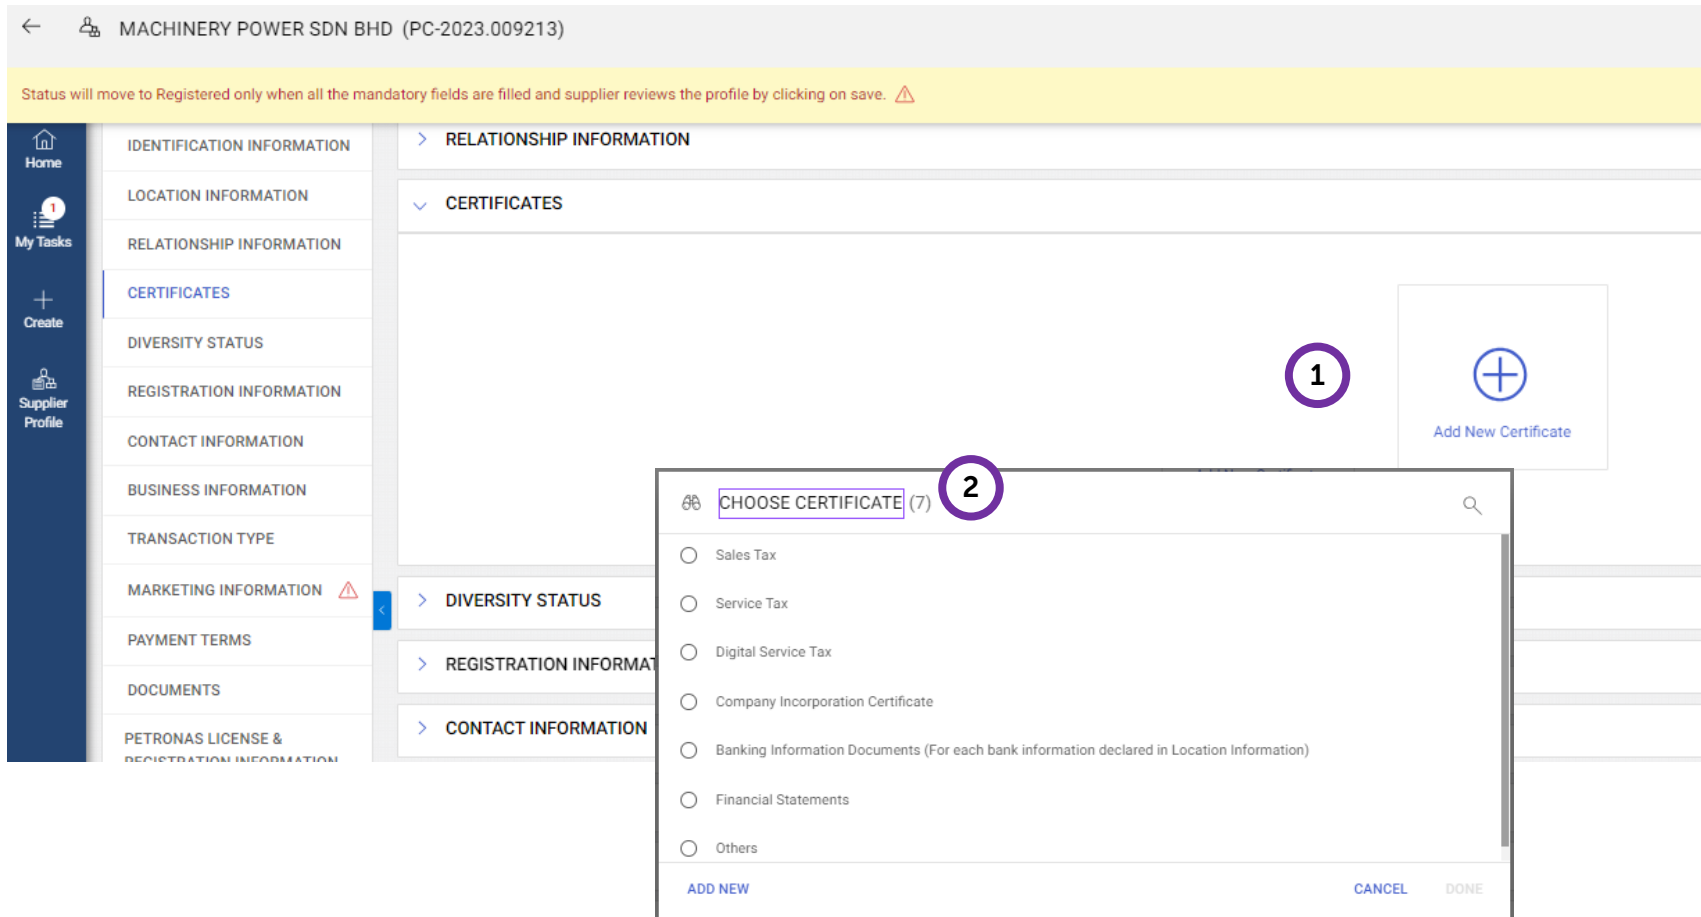 MACHINERY POWER SDN BHD (PC-2023.009213)
Status will move to Registered only when all the mandatory fields are filled and supplier reviews the profile by clicking on save.
Home
1
My Tasks
Create
Supplier
Profile
IDENTIFICATION INFORMATION
LOCATION INFORMATION
RELATIONSHIP INFORMATION
CERTIFICATES
DIVERSITY STATUS
REGISTRATION INFORMATION
CONTACT INFORMATION
BUSINESS INFORMATION
TRANSACTION TYPE
MARKETING INFORMATION
PAYMENT TERMS
DOCUMENTS
PETRONAS LICENSE &
REGISTRATION INFORMATION
RELATIONSHIP INFORMATION
CERTIFICATES
1
Add New Certificate
DIVERSITY STATUS
REGISTRATION INFORMAT
CONTACT INFORMATION
2
CHOOSE CERTIFICATE (7)
Sales Tax
Service Tax
Digital Service Tax
Company Incorporation Certificate
Banking Information Documents (For each bank information declared in Location Information)
Financial Statements
Others
ADD NEW
CANCEL
DONE